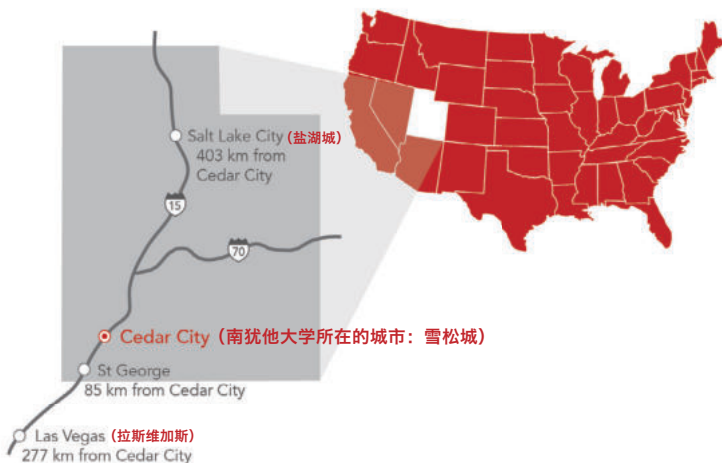 Salt Lake City (盐湖城)
403 km from
Cedar City
15
70
Cedar City (南犹他大学所在的城市：雪松城)
St George
85 km from Cedar City
Las Vegas (拉斯维加斯)
277 km from Cedar City